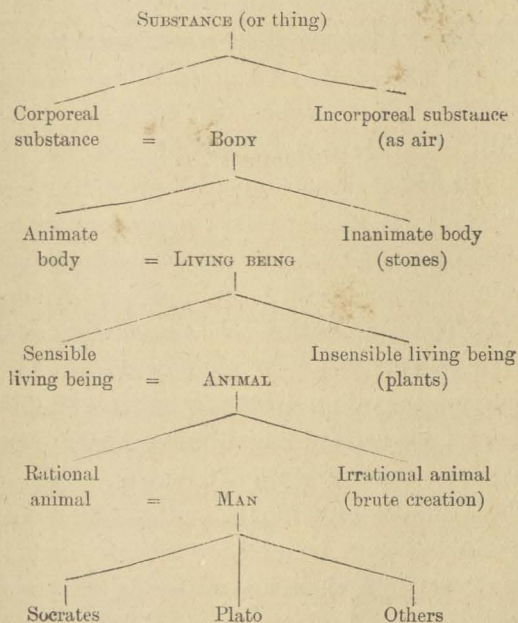 SUBSTANCE (or thing)
Corporeal Incorporeal substance
substance = BODY (as air)
Animate Inanimate body
body = LIVING BEING (stones)
Sensible Insensible living being
living being = ANIMAL (plants)
Rational Irrational animal
animal = MAN (brute creation)
Socrates Plato Others